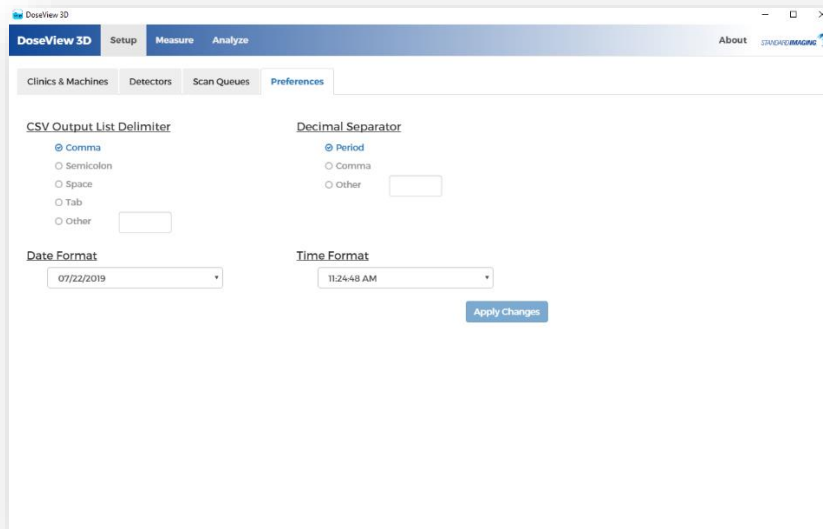 DoseView 3D
DoseView 3D Setup Measure Analyze About STANDARD IMAGING
Clinics & Machines Detectors Scan Queues Preferences
CSV Output List Delimiter
Comma
Semicolon
Space
Tab
Other
Decimal Separator
Period
Comma
Other
Date Format
07/22/2019
Time Format
11:24:48 AM
Apply Changes